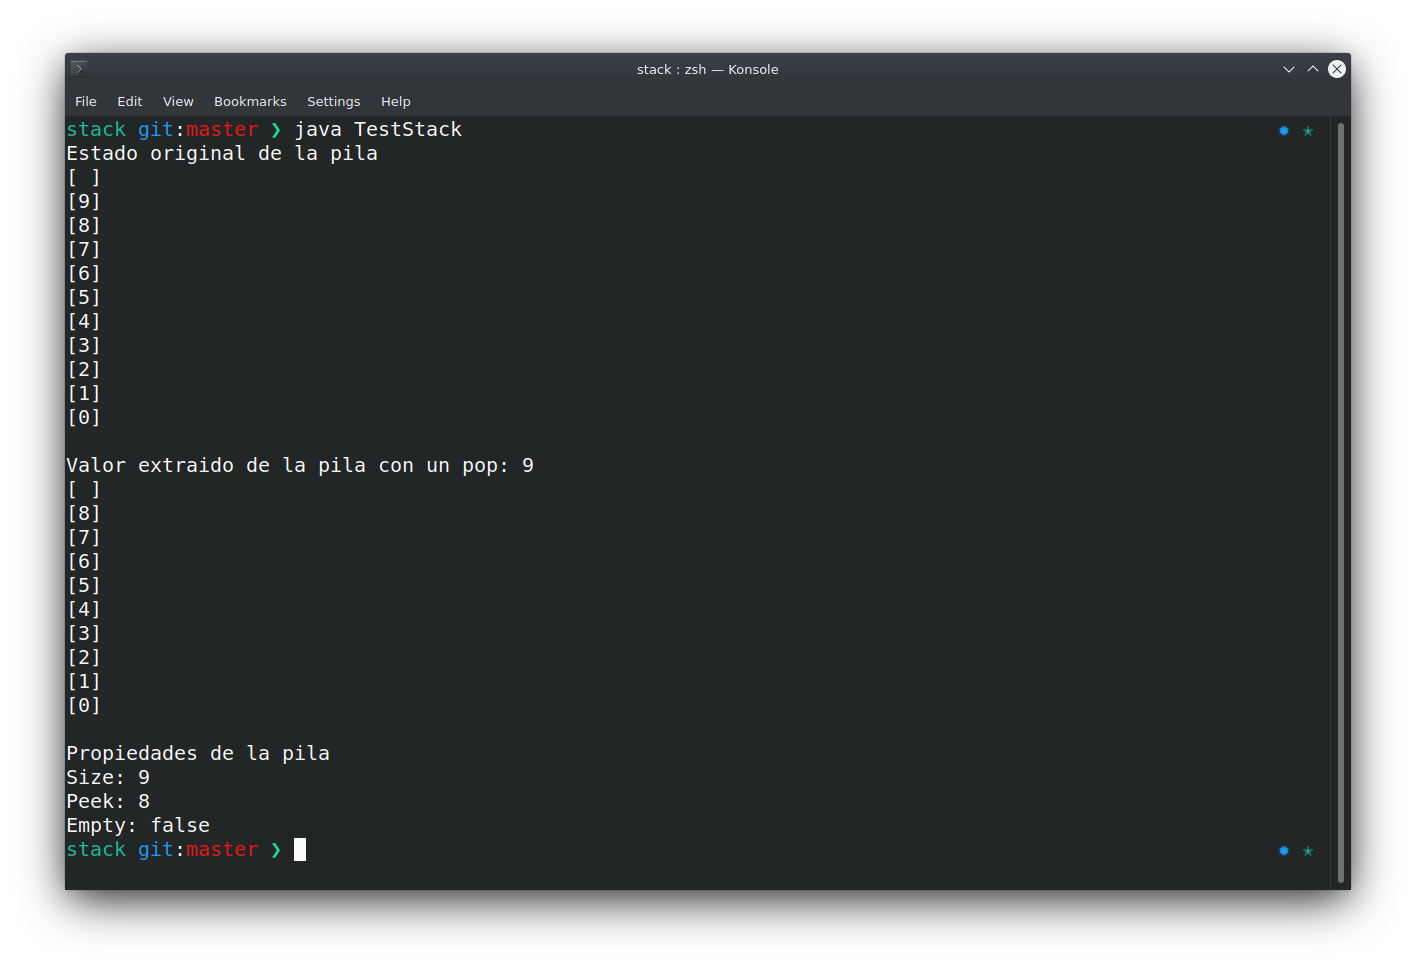 stack : zsh — Konsole
File Edit View Bookmarks Settings Help
stack git:master ❯ java TestStack
Estado original de la pila
[ ]
[9]
[8]
[7]
[6]
[5]
[4]
[3]
[2]
[1]
[0]
Valor extraido de la pila con un pop: 9
[ ]
[8]
[7]
[6]
[5]
[4]
[3]
[2]
[1]
[0]
Propiedades de la pila
Size: 9
Peek: 8
Empty: false
stack git:master ❯